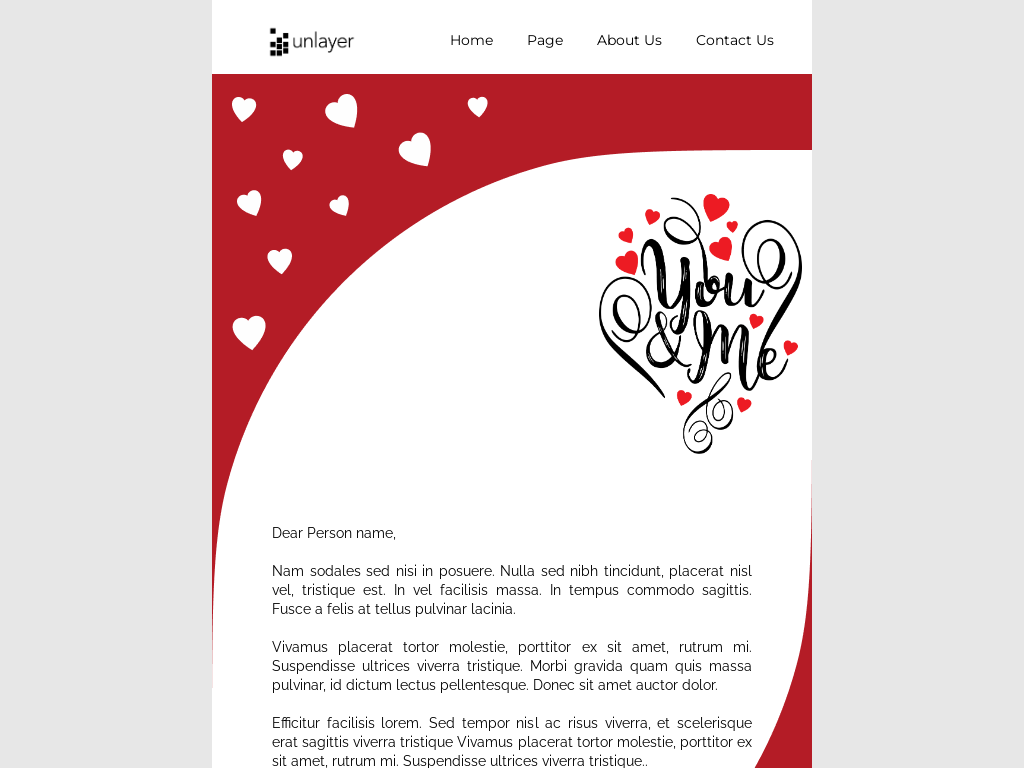 unlayer
Home Page About Us Contact Us
You
& Me
Dear Person name,
Nam sodales sed nisi in posuere. Nulla sed nibh tincidunt, placerat nisl
vel, tristique est. In vel facilisis massa. In tempus commodo sagittis.
Fusce a felis at tellus pulvinar lacinia.
Vivamus placerat tortor molestie, porttitor ex sit amet, rutrum mi.
Suspendisse ultrices viverra tristique. Morbi gravida quam quis massa
pulvinar, id dictum lectus pellentesque. Donec sit amet auctor dolor.
Efficitur facilisis lorem. Sed tempor nisl ac risus viverra, et scelerisque
erat sagittis viverra tristique Vivamus placerat tortor molestie, porttitor ex
sit amet, rutrum mi. Suspendisse ultrices viverra tristique..